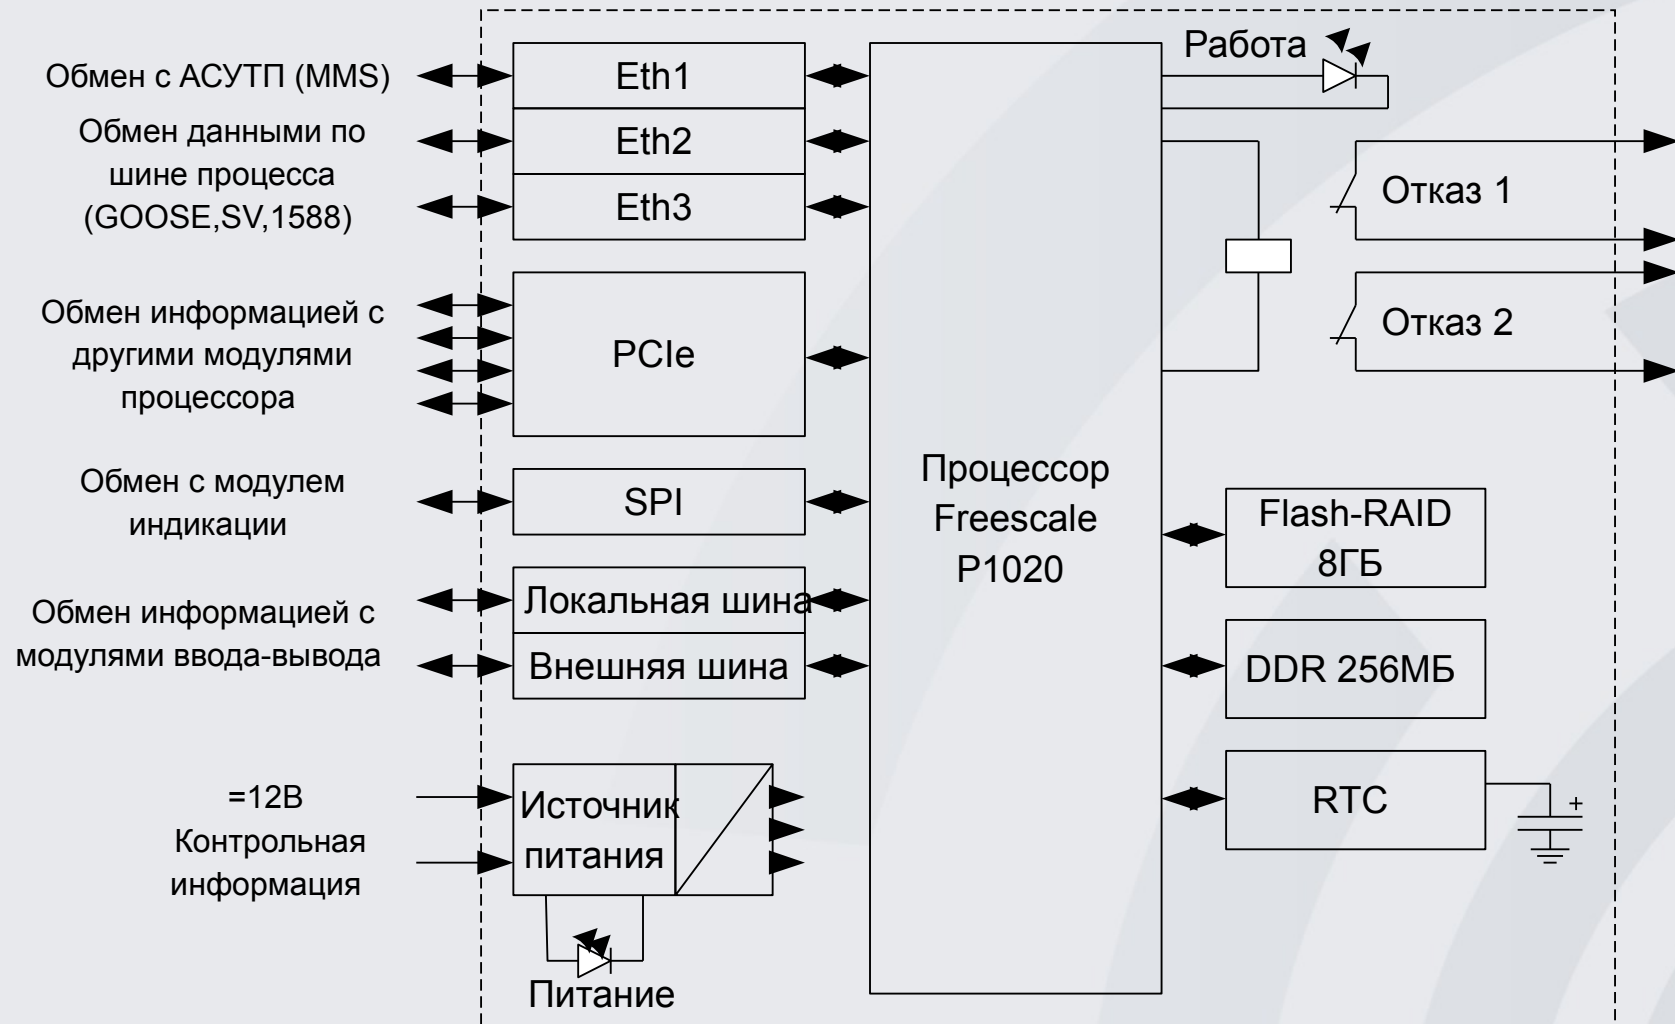 Обмен с АСУТП (MMS)
Обмен данными по
шине процесса
(GOOSE,SV,1588)
Обмен информацией с
другими модулями
процессора
Обмен с модулем
индикации
Обмен информацией с
модулями ввода-вывода
=12В
Контрольная
информация
Eth1
Eth2
Eth3
PCIe
SPI
Локальная шина
Внешняя шина
Источник
питания
Питание
Процессор
Freescale
P1020
Работа
Отказ 1
Отказ 2
Flash-RAID
8ГБ
DDR 256МБ
RTC
+